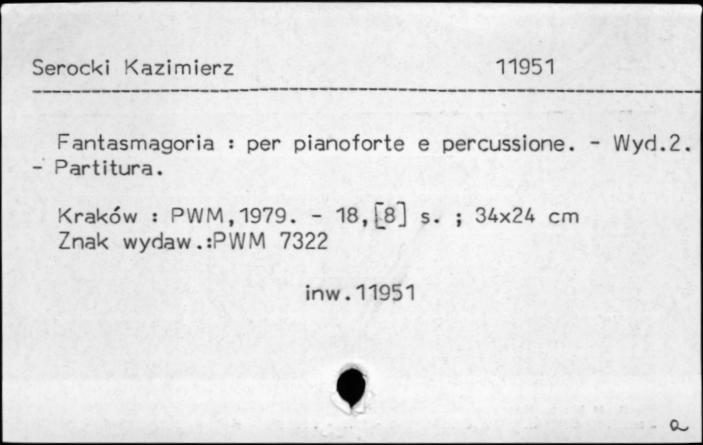 Serocki Kazimierz 11951
Fantasmagoria : per pianoforte e percussione. - Wyd.2.
- Partitura.
Kraków : PWM,1979. - 18,[8] s. ; 34x24 cm
Znak wydaw.:PWM 7322
inw.11951
a